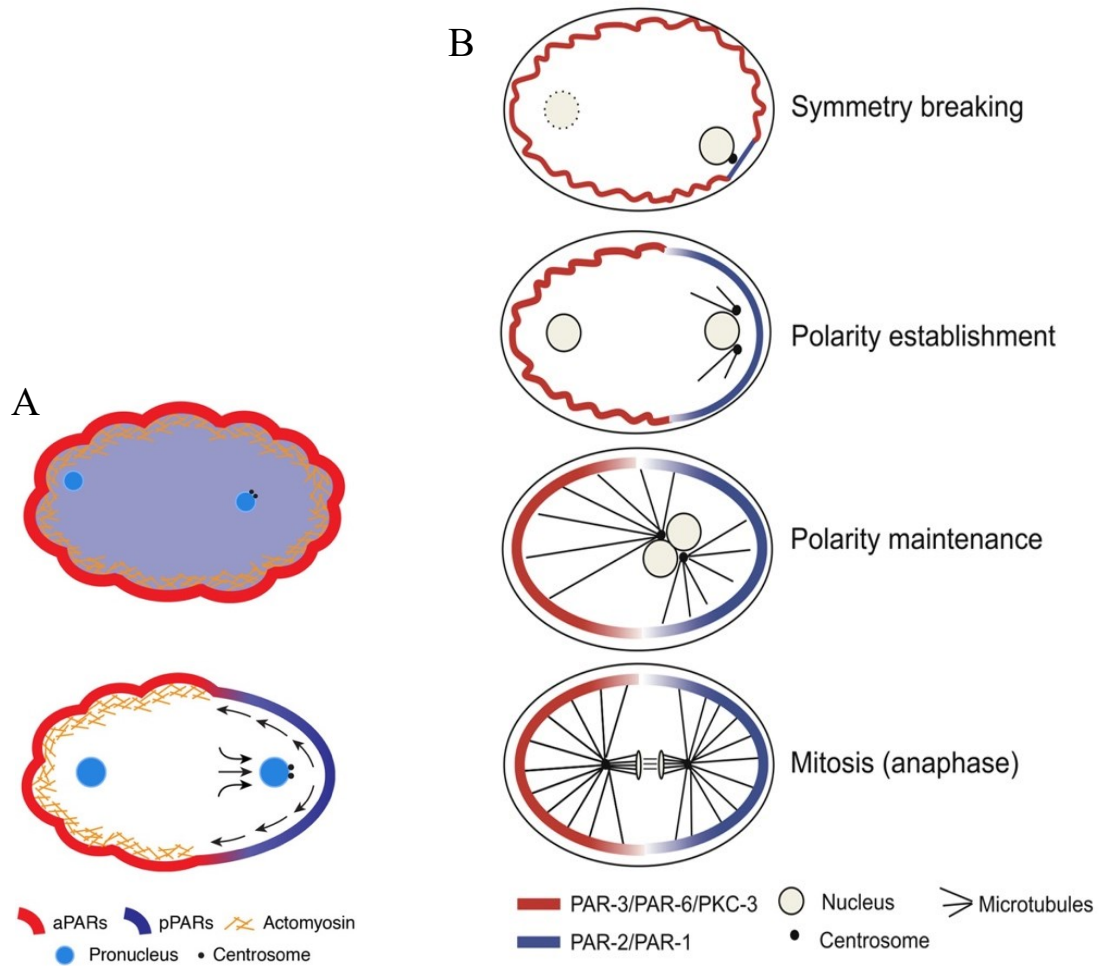 B
Symmetry breaking
Polarity establishment
A
Polarity maintenance
Mitosis (anaphase)
aPARs pPARs Actomyosin
Pronucleus Centrosome
PAR-3/PAR-6/PKC-3 Nucleus Microtubules
PAR-2/PAR-1 Centrosome